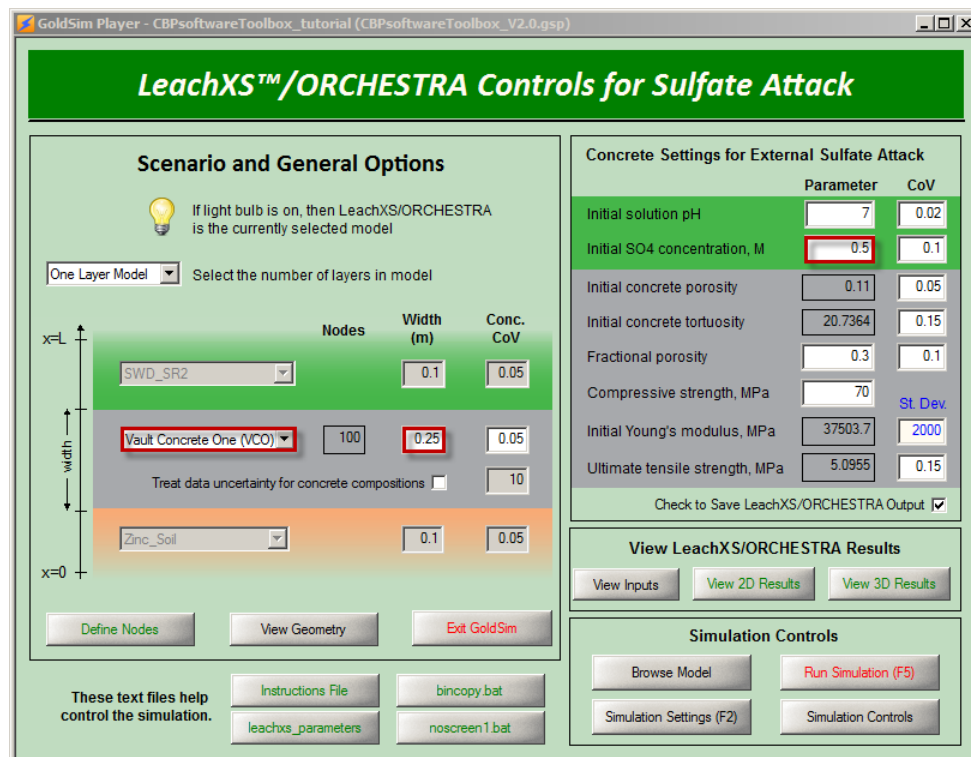 GoldSim Player - CBPsoftwareToolbox_tutorial (CBPsoftwareToolbox_V2.0.gsp)
LeachXS™/ORCHESTRA Controls for Sulfate Attack
Scenario and General Options
If light bulb is on, then LeachXS/ORCHESTRA
is the currently selected model
One Layer Model
Select the number of layers in model
Nodes
Width
(m)
Conc.
CoV
x=L
SWD_SR2
0.1
0.05
width
Vault Concrete One (VCO)
100
0.25
0.05
Treat data uncertainty for concrete compositions
10
Zinc_Soil
0.1
0.05
x=0
Define Nodes
View Geometry
Exit GoldSim
These text files help
control the simulation.
Instructions File
bincopy.bat
leachxs_parameters
noscreen1.bat
Concrete Settings for External Sulfate Attack
Parameter CoV
Initial solution pH 7 0.02
Initial SO4 concentration, M 0.5 0.1
Initial concrete porosity 0.11 0.05
Initial concrete tortuosity 20.7364 0.15
Fractional porosity 0.3 0.1
Compressive strength, MPa 70
St. Dev.
Initial Young's modulus, MPa 37503.7 2000
Ultimate tensile strength, MPa 5.0955 0.15
Check to Save LeachXS/ORCHESTRA Output
View LeachXS/ORCHESTRA Results
View Inputs
View 2D Results
View 3D Results
Simulation Controls
Browse Model
Run Simulation (F5)
Simulation Settings (F2)
Simulation Controls